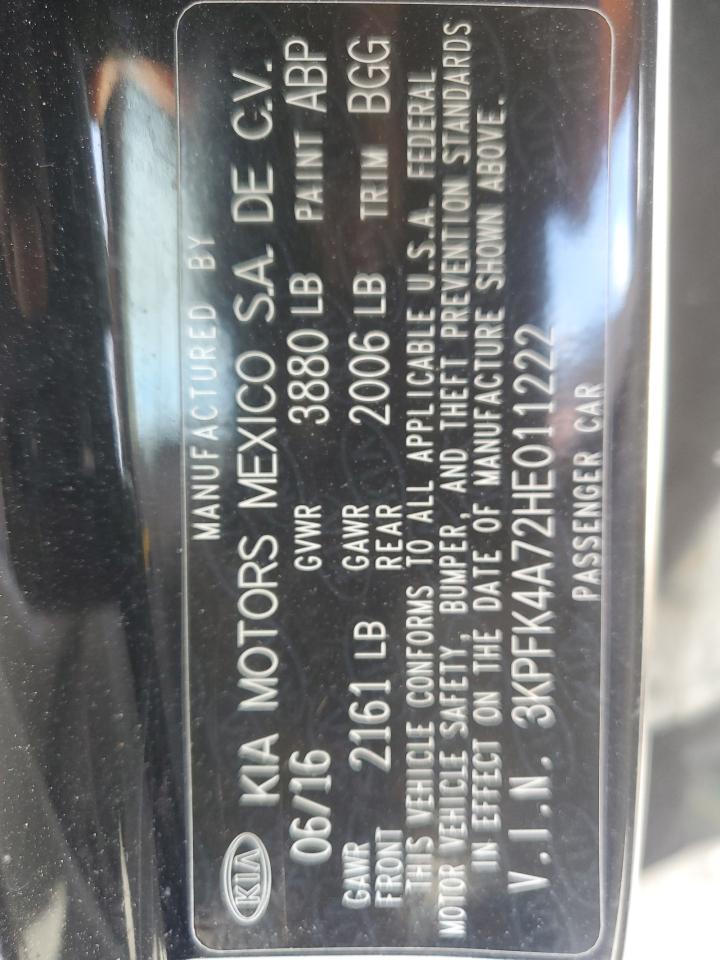 MANUFACTURED BY
KIA KIA MOTORS MEXICO S.A. DE C.V.
06/16 GVWR 3880 LB PAINT ABP
GAWR FRONT 2161 LB GAWR REAR 2006 LB TRIM BGG
THIS VEHICLE CONFORMS TO ALL APPLICABLE U.S.A. FEDERAL
MOTOR VEHICLE SAFETY, BUMPER, AND THEFT PREVENTION STANDARDS
IN EFFECT ON THE DATE OF MANUFACTURE SHOWN ABOVE.
V.I.N. 3KPFK4A72HE011222
PASSENGER CAR